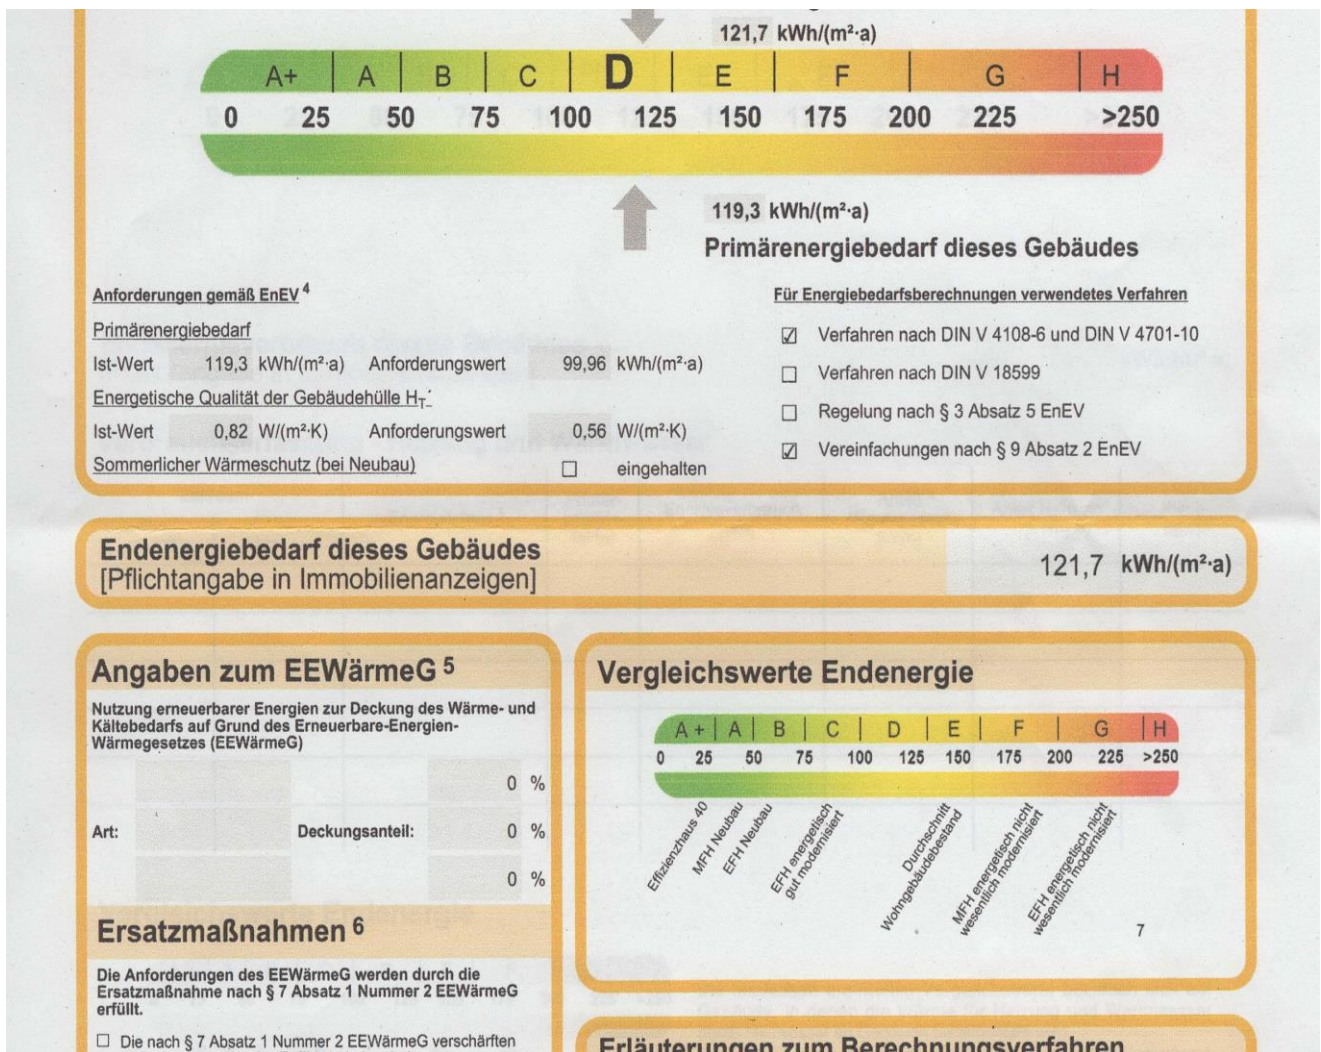 121,7 kWh/(m²·a)
A+ A B C D E F G H
0 25 50 75 100 125 150 175 200 225 >250
119,3 kWh/(m²·a)
Primärenergiebedarf dieses Gebäudes
Anforderungen gemäß EnEV 4
Primärenergiebedarf
Ist-Wert 119,3 kWh/(m²·a) Anforderungswert 99,96 kWh/(m²·a)
Energetische Qualität der Gebäudehülle HT´
Ist-Wert 0,82 W/(m²·K) Anforderungswert 0,56 W/(m²·K)
Sommerlicher Wärmeschutz (bei Neubau) ☐ eingehalten
Für Energiebedarfsberechnungen verwendetes Verfahren
☑ Verfahren nach DIN V 4108-6 und DIN V 4701-10
☐ Verfahren nach DIN V 18599
☐ Regelung nach § 3 Absatz 5 EnEV
☑ Vereinfachungen nach § 9 Absatz 2 EnEV
Endenergiebedarf dieses Gebäudes
[Pflichtangabe in Immobilienanzeigen]
121,7 kWh/(m²·a)
Angaben zum EEWärmeG 5
Nutzung erneuerbarer Energien zur Deckung des Wärme- und
Kältebedarfs auf Grund des Erneuerbare-Energien-
Wärmegesetzes (EEWärmeG)
0 %
Art: Deckungsanteil: 0 %
0 %
Ersatzmaßnahmen 6
Die Anforderungen des EEWärmeG werden durch die
Ersatzmaßnahme nach § 7 Absatz 1 Nummer 2 EEWärmeG
erfüllt.
☐ Die nach § 7 Absatz 1 Nummer 2 EEWärmeG verschärften
Vergleichswerte Endenergie
A+ A B C D E F G H
0 25 50 75 100 125 150 175 200 225 >250
Effizienzhaus 40
MFH Neubau
EFH Neubau
EFH energetisch
gut modernisiert
Durchschnitt
Wohngebäudebestand
MFH energetisch nicht
wesentlich modernisiert
EFH energetisch nicht
wesentlich modernisiert
7
Erläuterungen zum Berechnungsverfahren